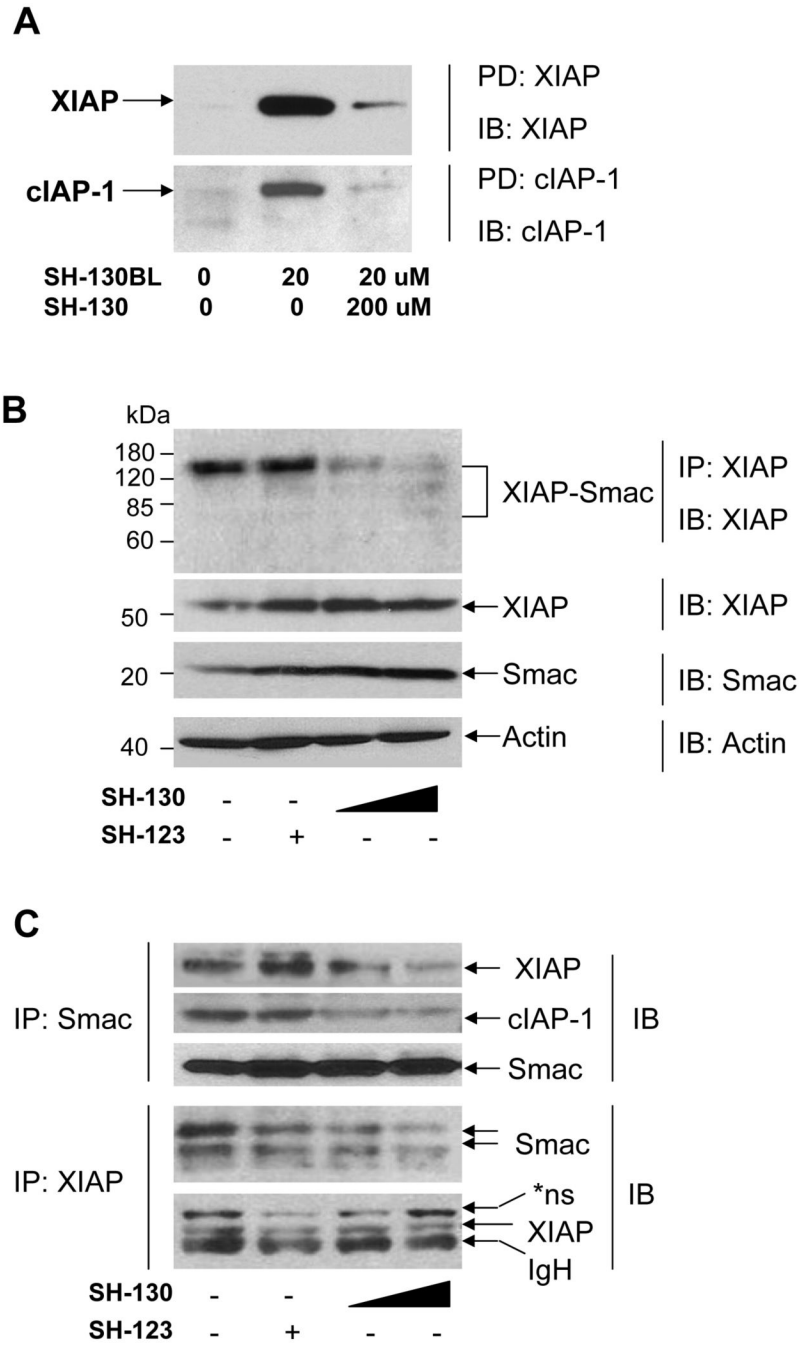 A
XIAP
PD: XIAP
IB: XIAP
cIAP-1
PD: cIAP-1
IB: cIAP-1
SH-130BL 0 20 20 uM
SH-130 0 0 200 uM
B
kDa
180
120
85
60
XIAP-Smac
IP: XIAP
IB: XIAP
50
XIAP
IB: XIAP
20
Smac
IB: Smac
40
Actin
IB: Actin
SH-130 - -
SH-123 - + - -
C
IP: Smac
XIAP
cIAP-1
Smac
IB
IP: XIAP
Smac
*ns
XIAP
IgH
IB
SH-130 - -
SH-123 - + - -